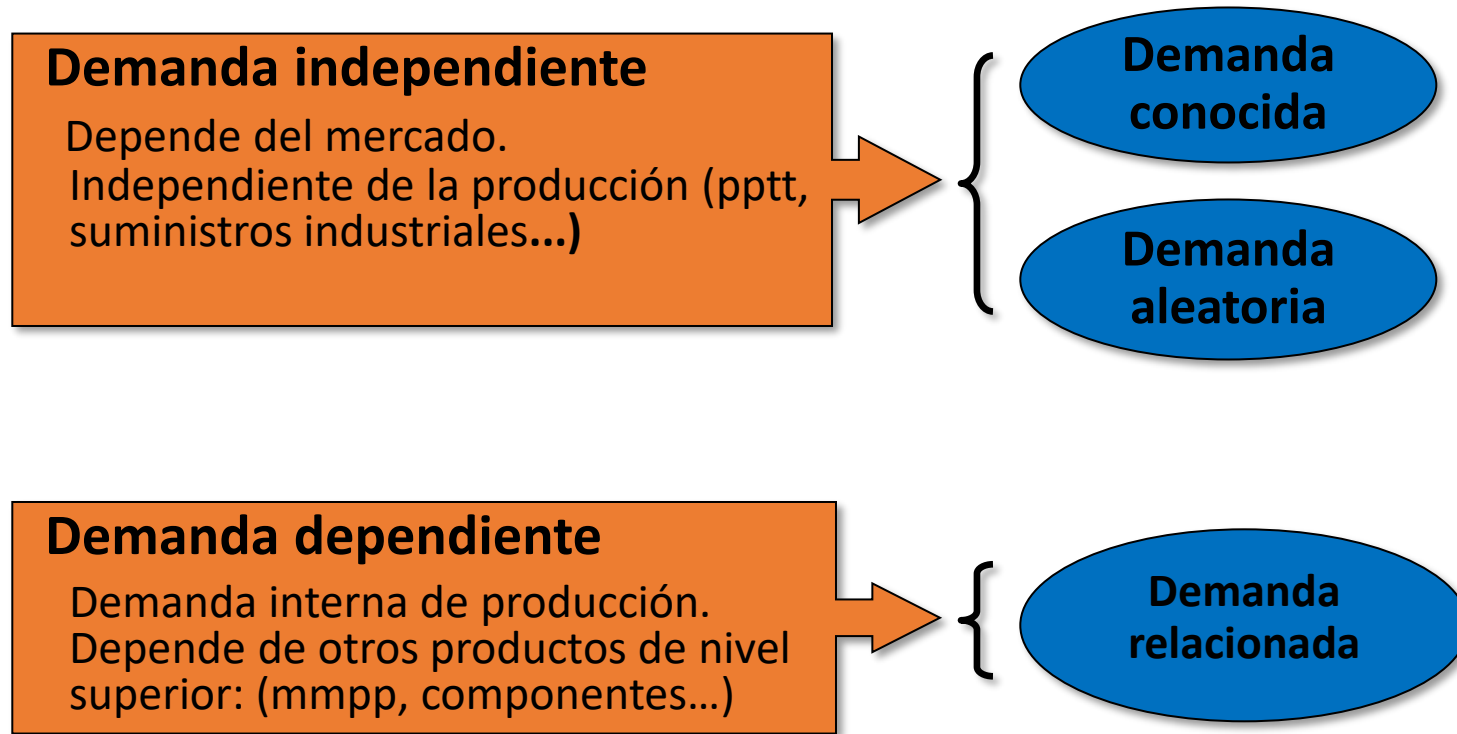 Demanda independiente
Depende del mercado.
Independiente de la producción (pptt,
suministros industriales...)
Demanda
conocida
Demanda
aleatoria
Demanda dependiente
Demanda interna de producción.
Depende de otros productos de nivel
superior: (mmpp, componentes…)
Demanda
relacionada